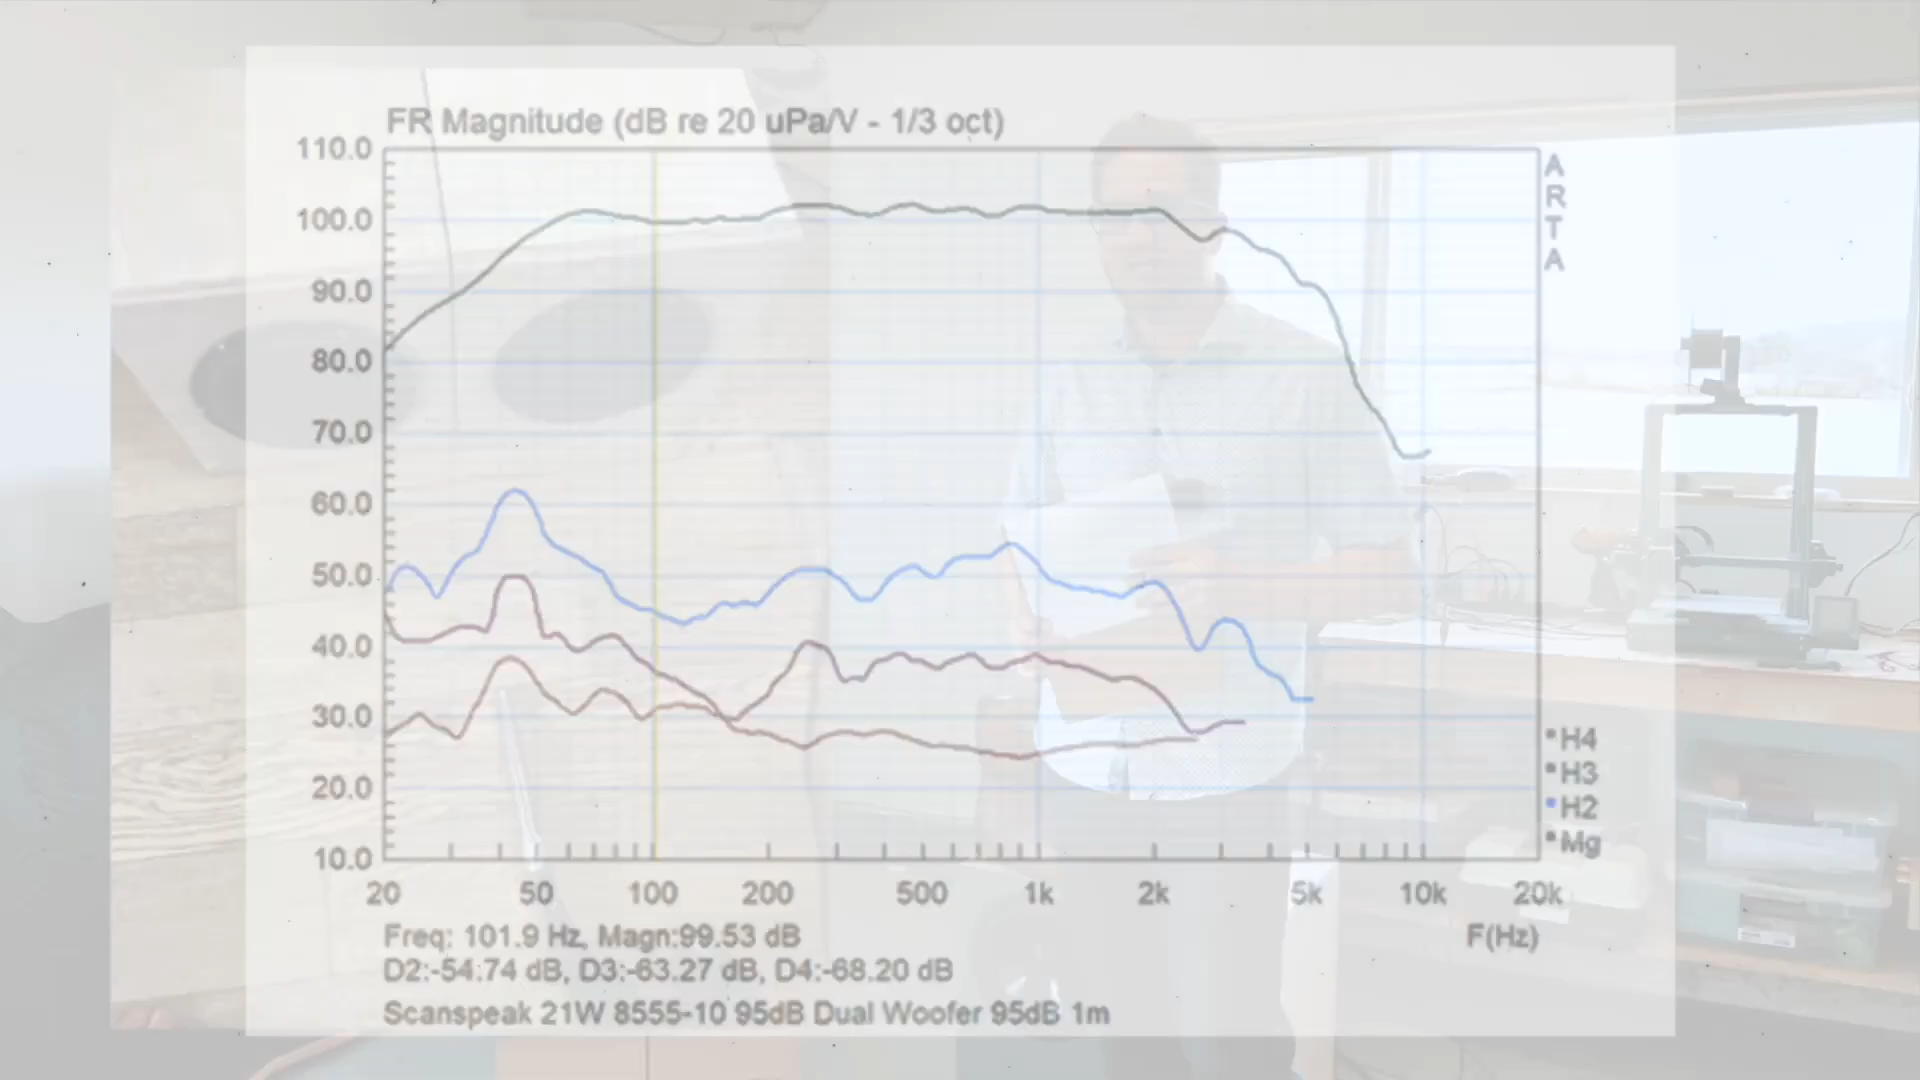 FR Magnitude (dB re 20 uPa/V - 1/3 oct)
110.0
100.0
90.0
80.0
70.0
60.0
50.0
40.0
30.0
20.0
10.0
A
R
T
A
H4
H3
H2
Mg
20 50 100 200 500 1k 2k 5k 10k 20k
F(Hz)
Freq: 101.9 Hz, Magn:99.53 dB
D2:-54.74 dB, D3:-63.27 dB, D4:-68.20 dB
Scanspeak 21W 8555-10 95dB Dual Woofer 95dB 1m